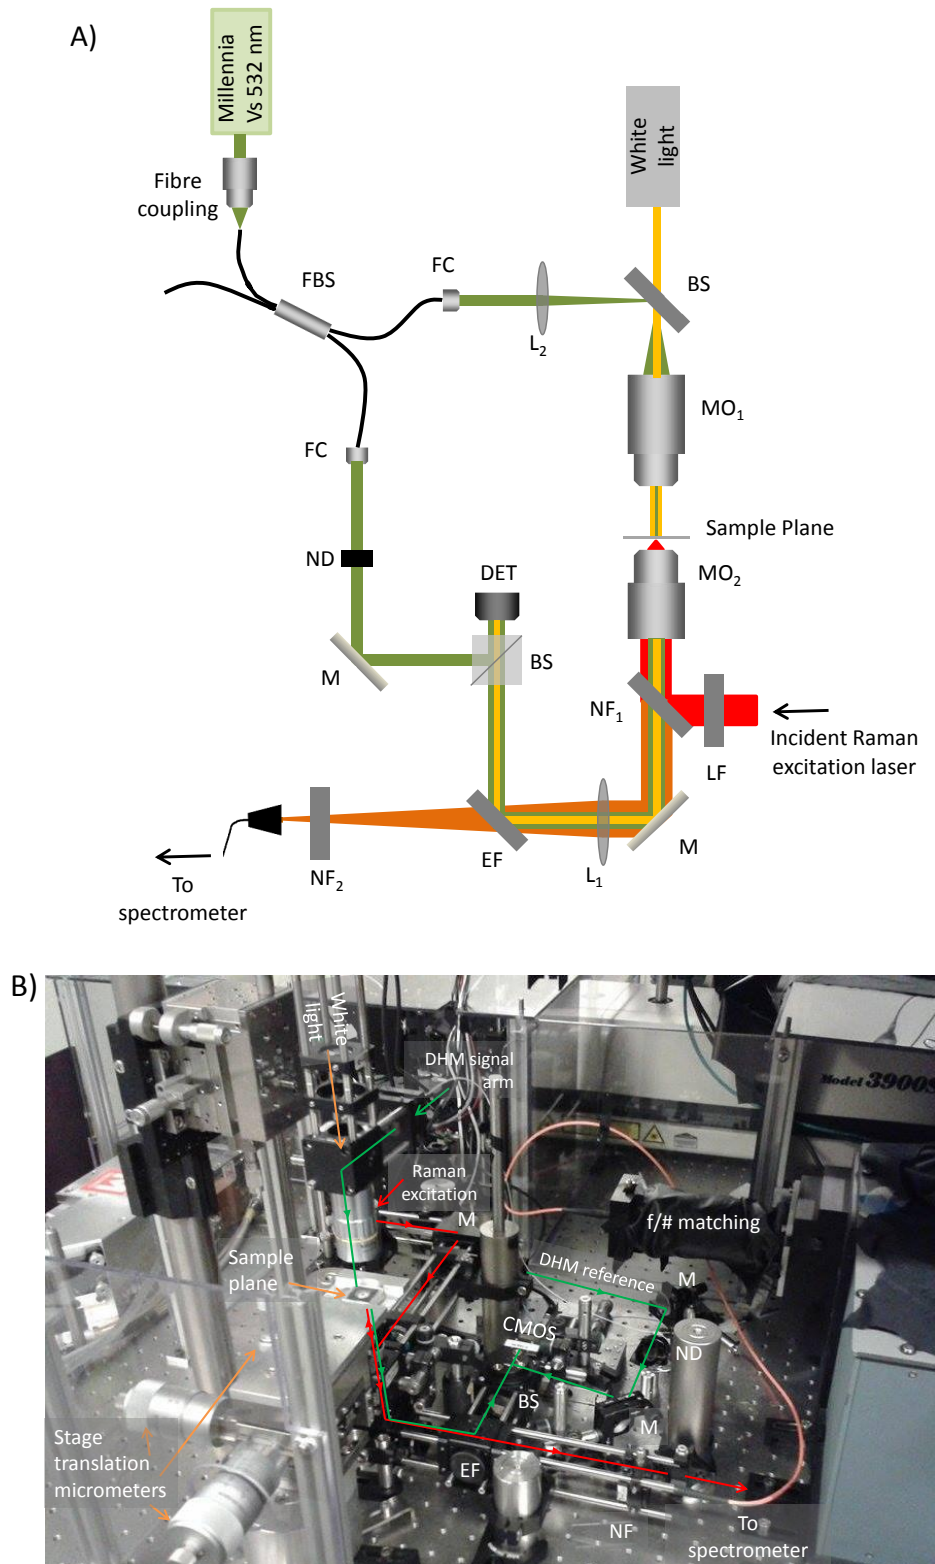 A)
Millennia
Vs 532 nm
White
light
Fibre
coupling
FBS
FC
L2
BS
MO1
FC
Sample Plane
ND
DET
MO2
M
BS
NF1
LF
Incident Raman
excitation laser
EF
L1
M
NF2
To
spectrometer
B)
White
light
DHM signal
arm
Model 3900S
Raman
excitation
M
f/# matching
Sample
plane
DHM reference
M
CMOS
ND
BS
M
Stage
translation
micrometers
EF
NF
To
spectrometer